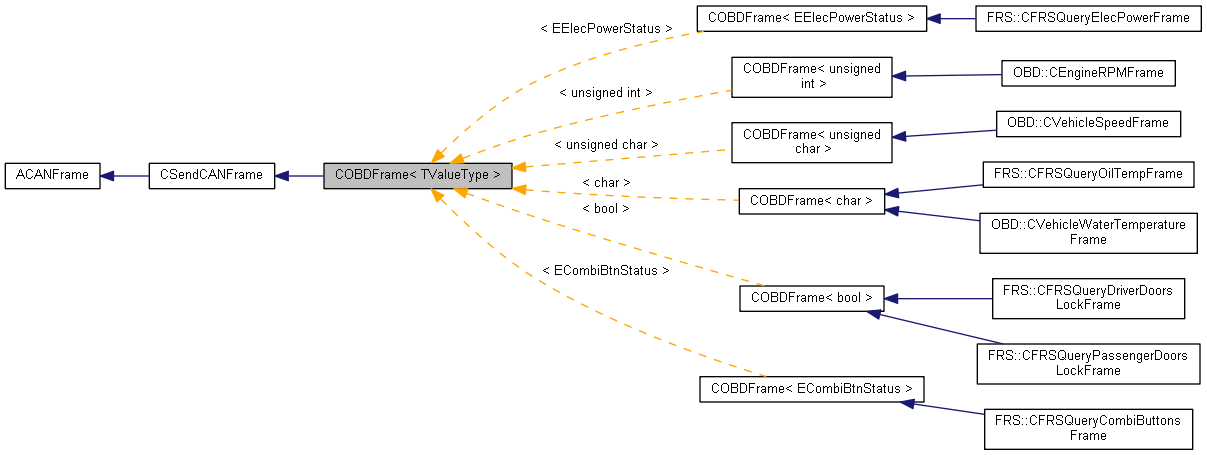 ACANFrame
CSendCANFrame
COBDFrame< TValueType >
< EElecPowerStatus >
< unsigned int >
< unsigned char >
< char >
< bool >
< ECombiBtnStatus >
COBDFrame< EElecPowerStatus >
COBDFrame< unsigned
int >
COBDFrame< unsigned
char >
COBDFrame< char >
COBDFrame< bool >
COBDFrame< ECombiBtnStatus >
FRS::CFRSQueryElecPowerFrame
OBD::CEngineRPMFrame
OBD::CVehicleSpeedFrame
FRS::CFRSQueryOilTempFrame
OBD::CVehicleWaterTemperature
Frame
FRS::CFRSQueryDriverDoors
LockFrame
FRS::CFRSQueryPassengerDoors
LockFrame
FRS::CFRSQueryCombiButtons
Frame